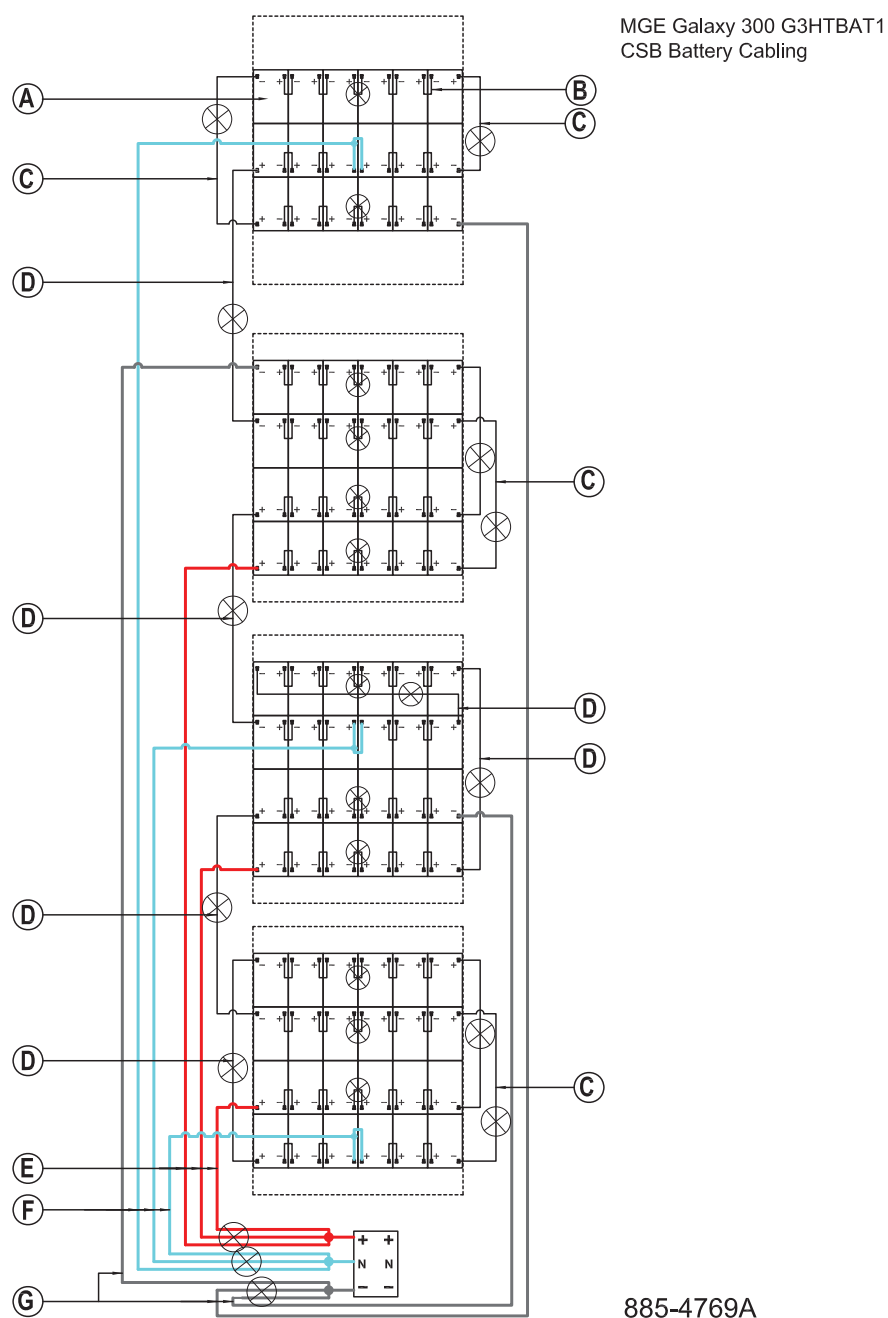 MGE Galaxy 300 G3HTBAT1
CSB Battery Cabling
A
B
C
C
D
C
D
D
D
D
D
C
E
F
G
+ +
N N
− −
885-4769A